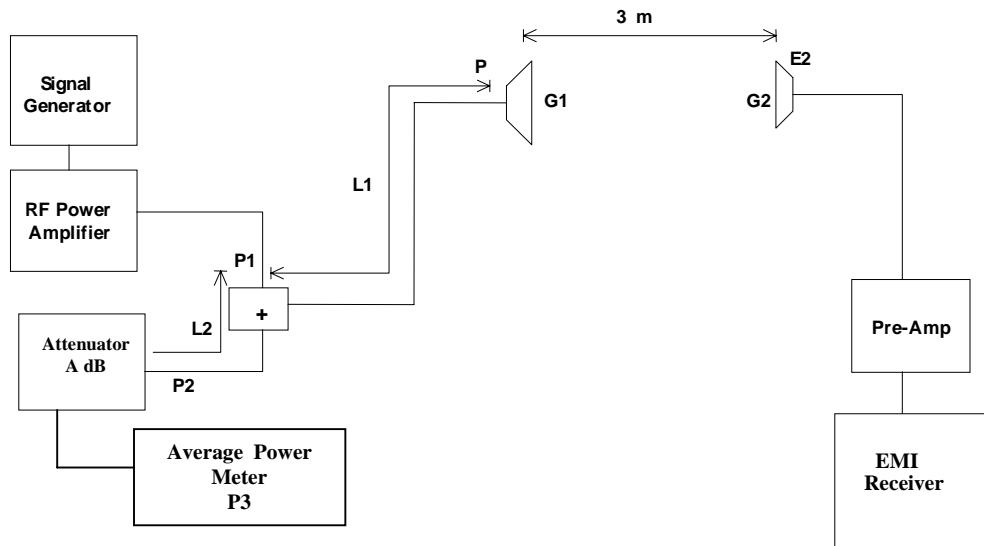 3 m
Signal
Generator
P
E2
G1
G2
L1
RF Power
Amplifier
P1
+
L2
Attenuator
A dB
P2
Pre-Amp
Average Power
Meter
P3
EMI
Receiver